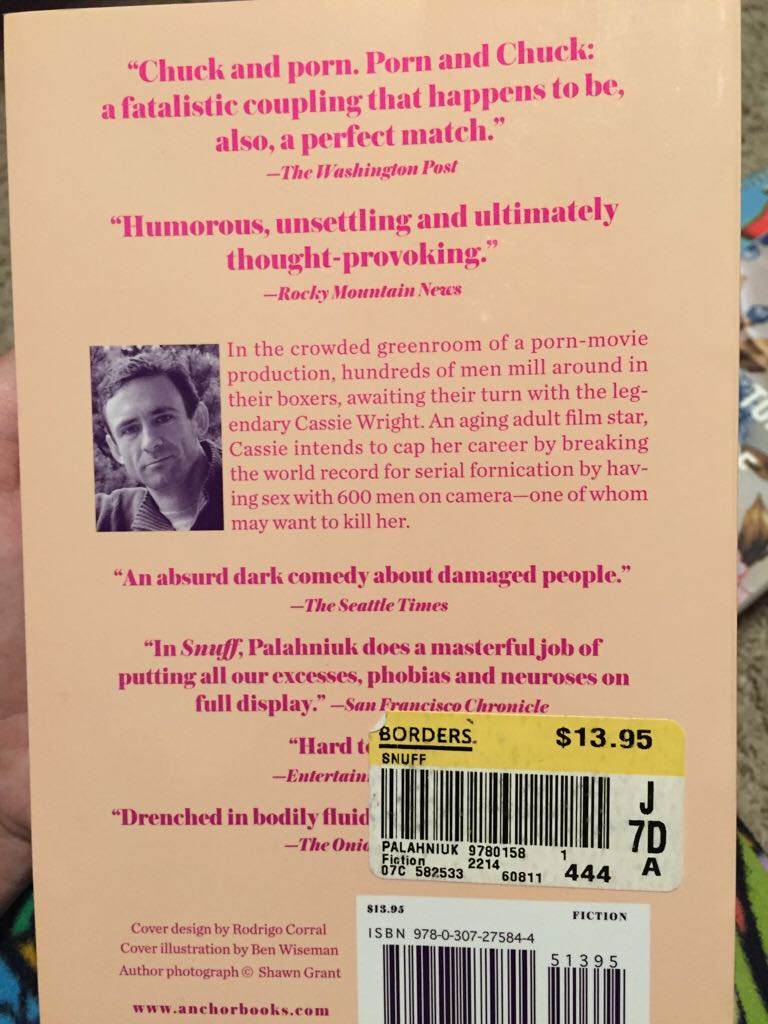 “Chuck and porn. Porn and Chuck:
a fatalistic coupling that happens to be,
also, a perfect match.”
—The Washington Post
“Humorous, unsettling and ultimately
thought-provoking.”
—Rocky Mountain News
In the crowded greenroom of a porn-movie
production, hundreds of men mill around in
their boxers, awaiting their turn with the leg-
endary Cassie Wright. An aging adult film star,
Cassie intends to cap her career by breaking
the world record for serial fornication by hav-
ing sex with 600 men on camera—one of whom
may want to kill her.
“An absurd dark comedy about damaged people.”
—The Seattle Times
“In Snuff, Palahniuk does a masterful job of
putting all our excesses, phobias and neuroses on
full display.” —San Francisco Chronicle
“Hard
“Drenched in bodily
—The
BORDERS. $13.95
SNUFF
J
7D
A
PALAHNIUK 9780158 1
Fiction 2214
07C 582533 60811 444
$13.95 FICTION
ISBN 978-0-307-27584-4
51395
Cover design by Rodrigo Corral
Cover illustration by Ben Wiseman
Author photograph © Shawn Grant
www.anchorbooks.com